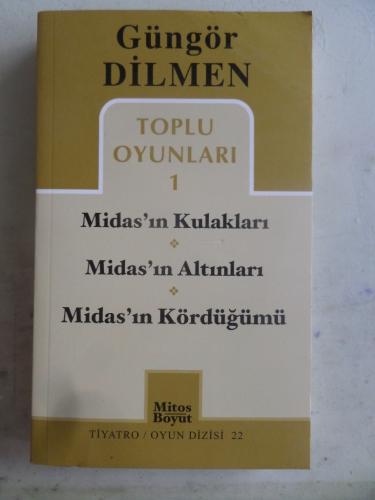 Güngör
DİLMEN
TOPLU
OYUNLARI
1
Midas'ın Kulakları
Midas'ın Altınları
Midas'ın Kördüğümü
Mitos
Boyut
TİYATRO / OYUN DİZİSİ 22